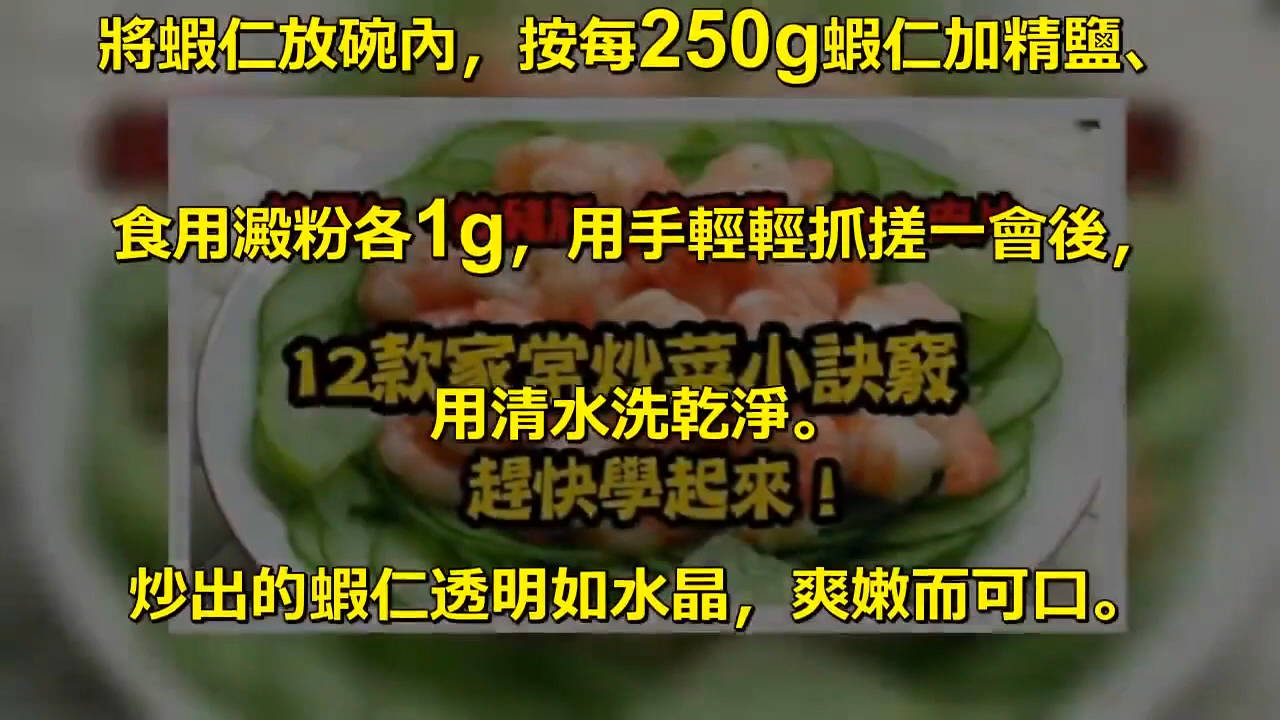 將蝦仁放碗內，按每250g蝦仁加精鹽、
食用澱粉各1g，用手輕輕抓搓一會後，
12款家常炒菜小訣竅
用清水洗乾淨。
趕快學起來！
炒出的蝦仁透明如水晶，爽嫩而可口。